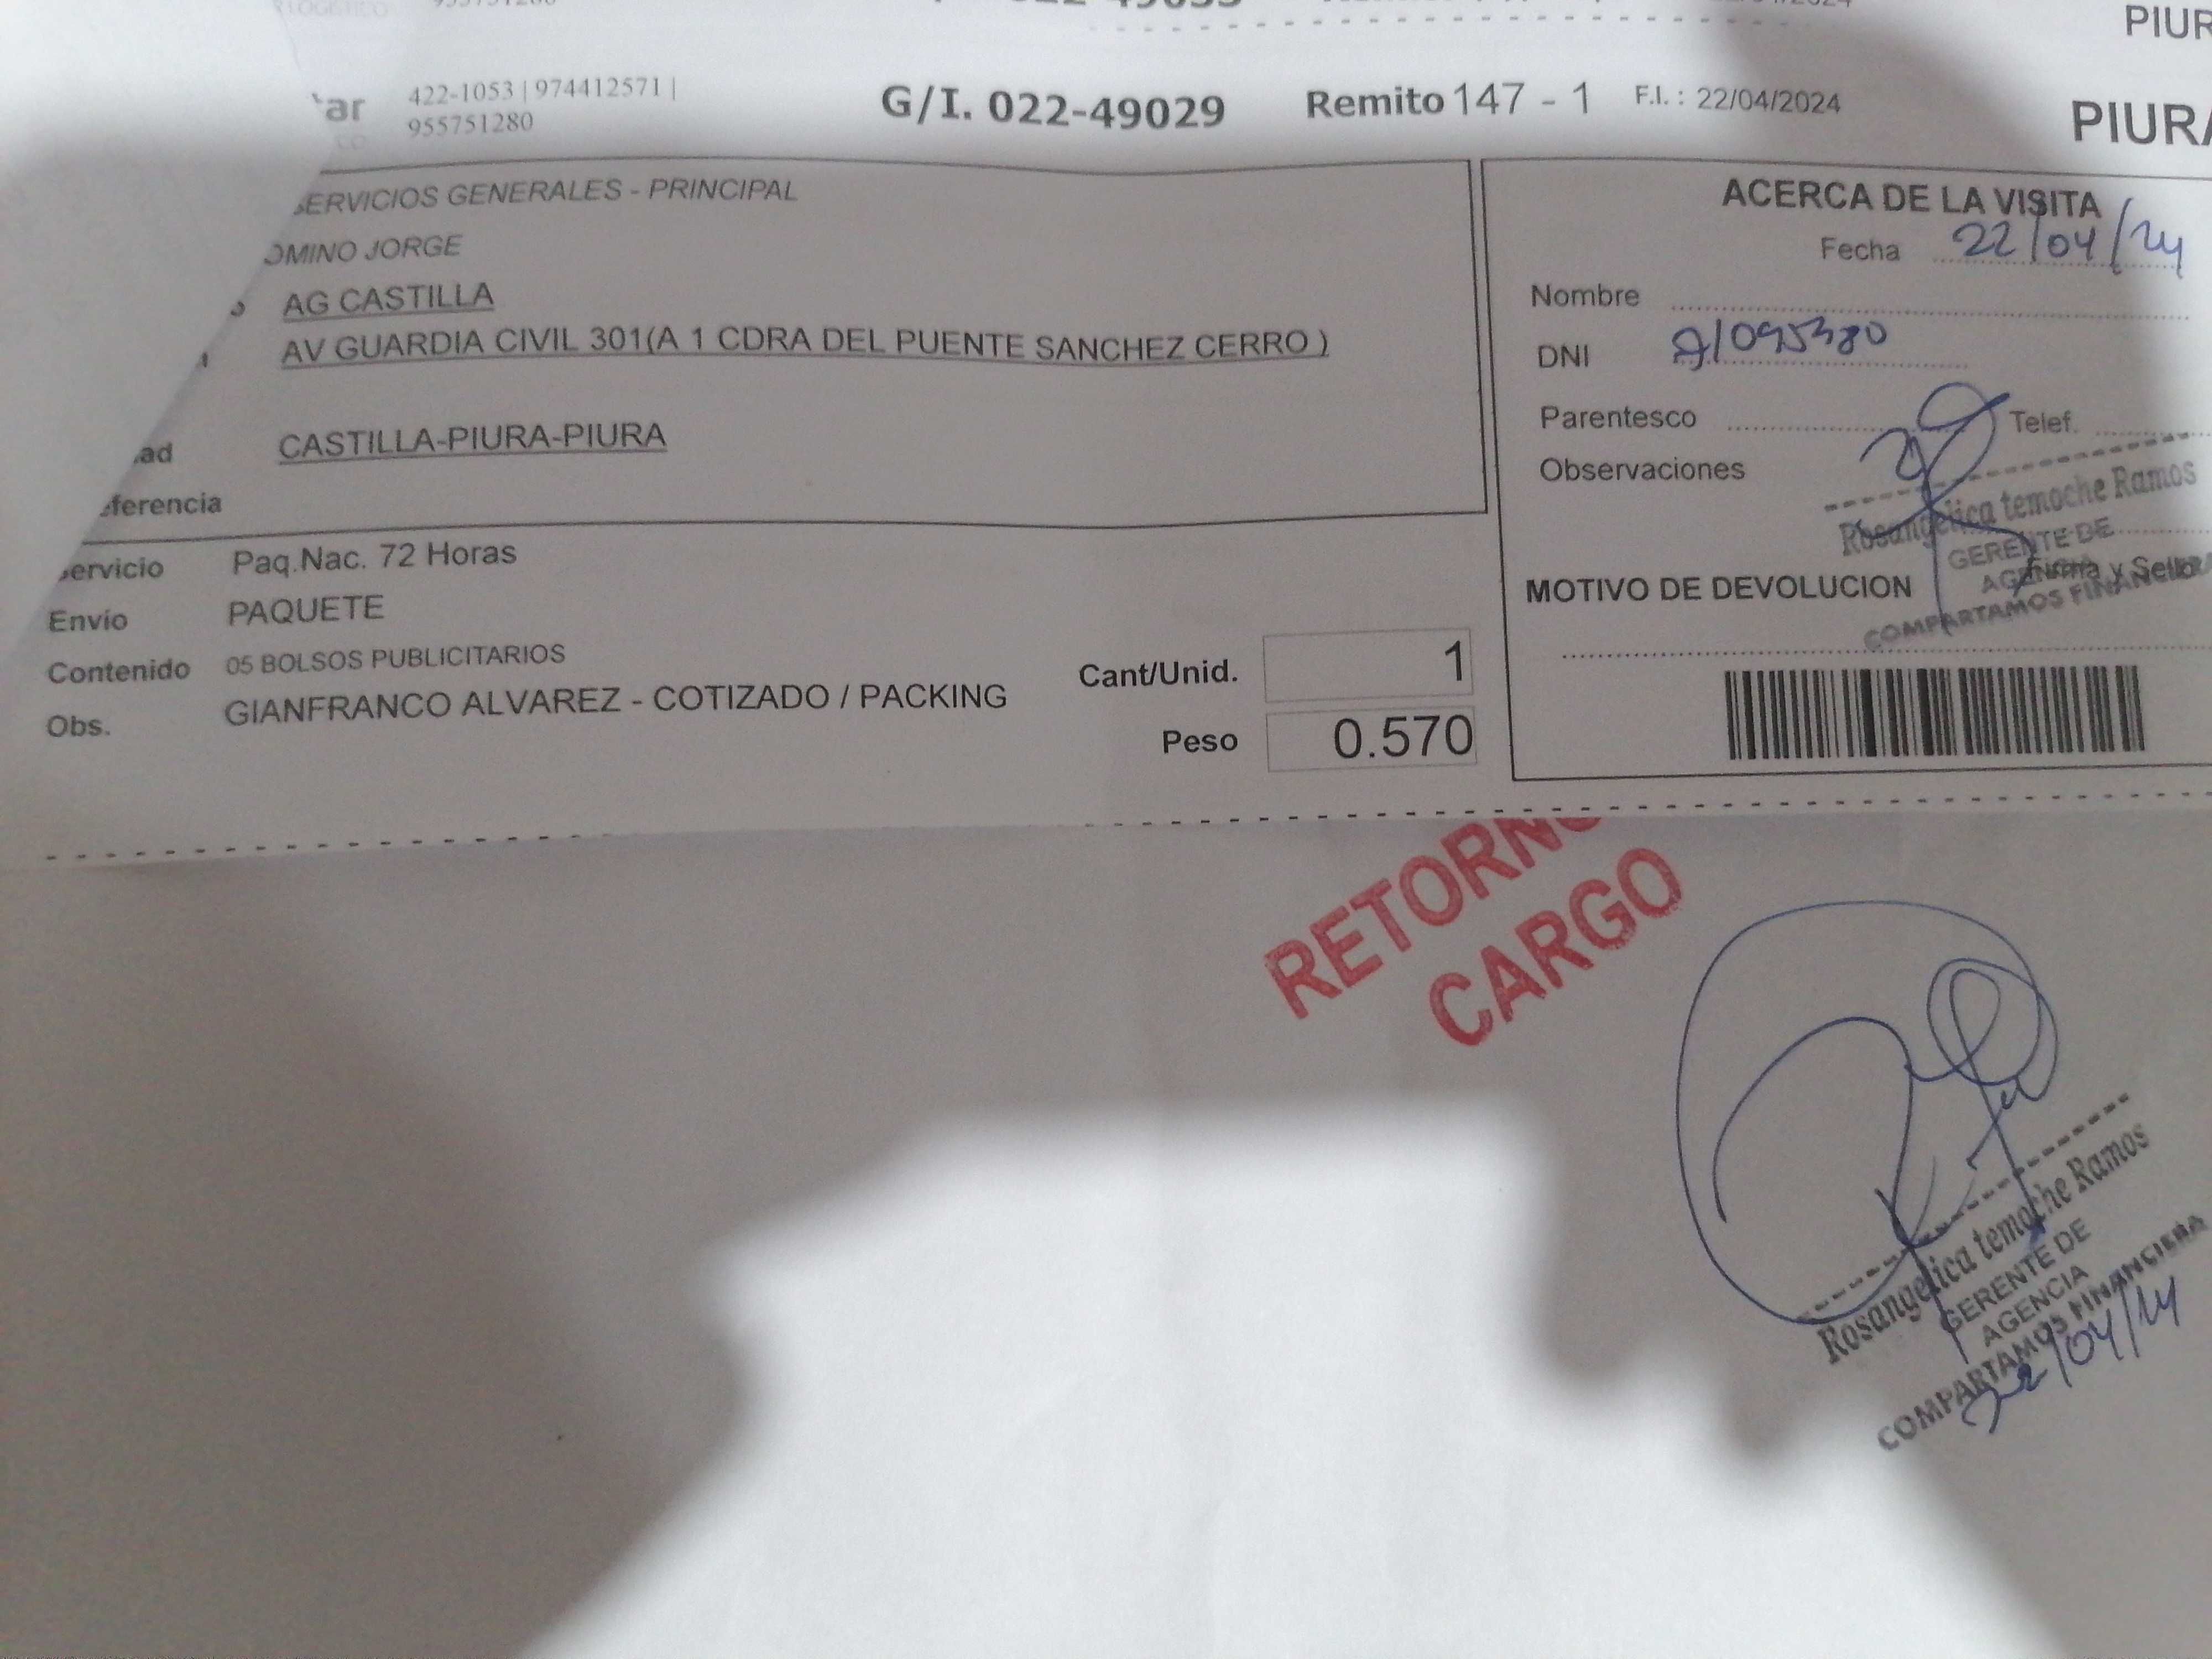 PIUR
422-1053 | 974412571 |
955751280
G/I. 022-49029 Remito 147 - 1 F.I. : 22/04/2024
PIURA
SERVICIOS GENERALES - PRINCIPAL
OMINO JORGE
AG CASTILLA
AV GUARDIA CIVIL 301(A 1 CDRA DEL PUENTE SANCHEZ CERRO )
CASTILLA-PIURA-PIURA
ferencia
ervicio Paq.Nac. 72 Horas
Envío PAQUETE
Contenido 05 BOLSOS PUBLICITARIOS
Obs. GIANFRANCO ALVAREZ - COTIZADO / PACKING
Cant/Unid. 1
Peso 0.570
ACERCA DE LA VISITA
Fecha 22/04/24
Nombre
DNI
Parentesco Telef.
Observaciones
Rosangelica temoche Ramos
GERENTE DE
AGENCIA
COMPARTAMOS FINANCIERA
Firma y Sello
MOTIVO DE DEVOLUCION
RETORNO
CARGO
Rosangelica temoche Ramos
GERENTE DE
AGENCIA
COMPARTAMOS FINANCIERA
22/04/24